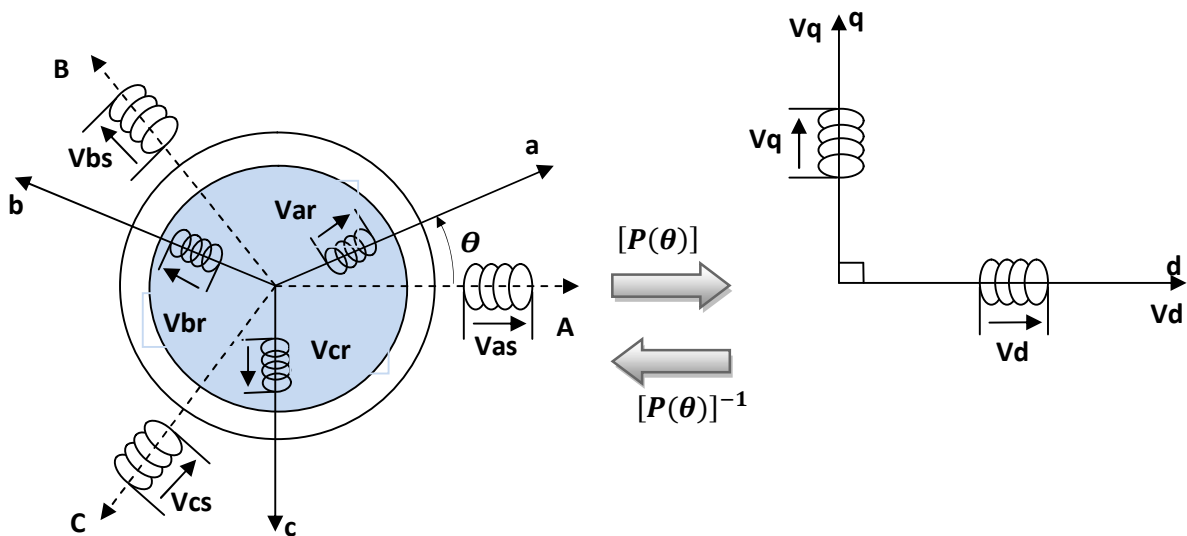 B
Vbs
b
Vbr
Var
a
θ
A
Vas
Vcr
Vcs
C
c
[P(θ)]
[P(θ)]⁻¹
Vq q
Vq
d
Vd
Vd